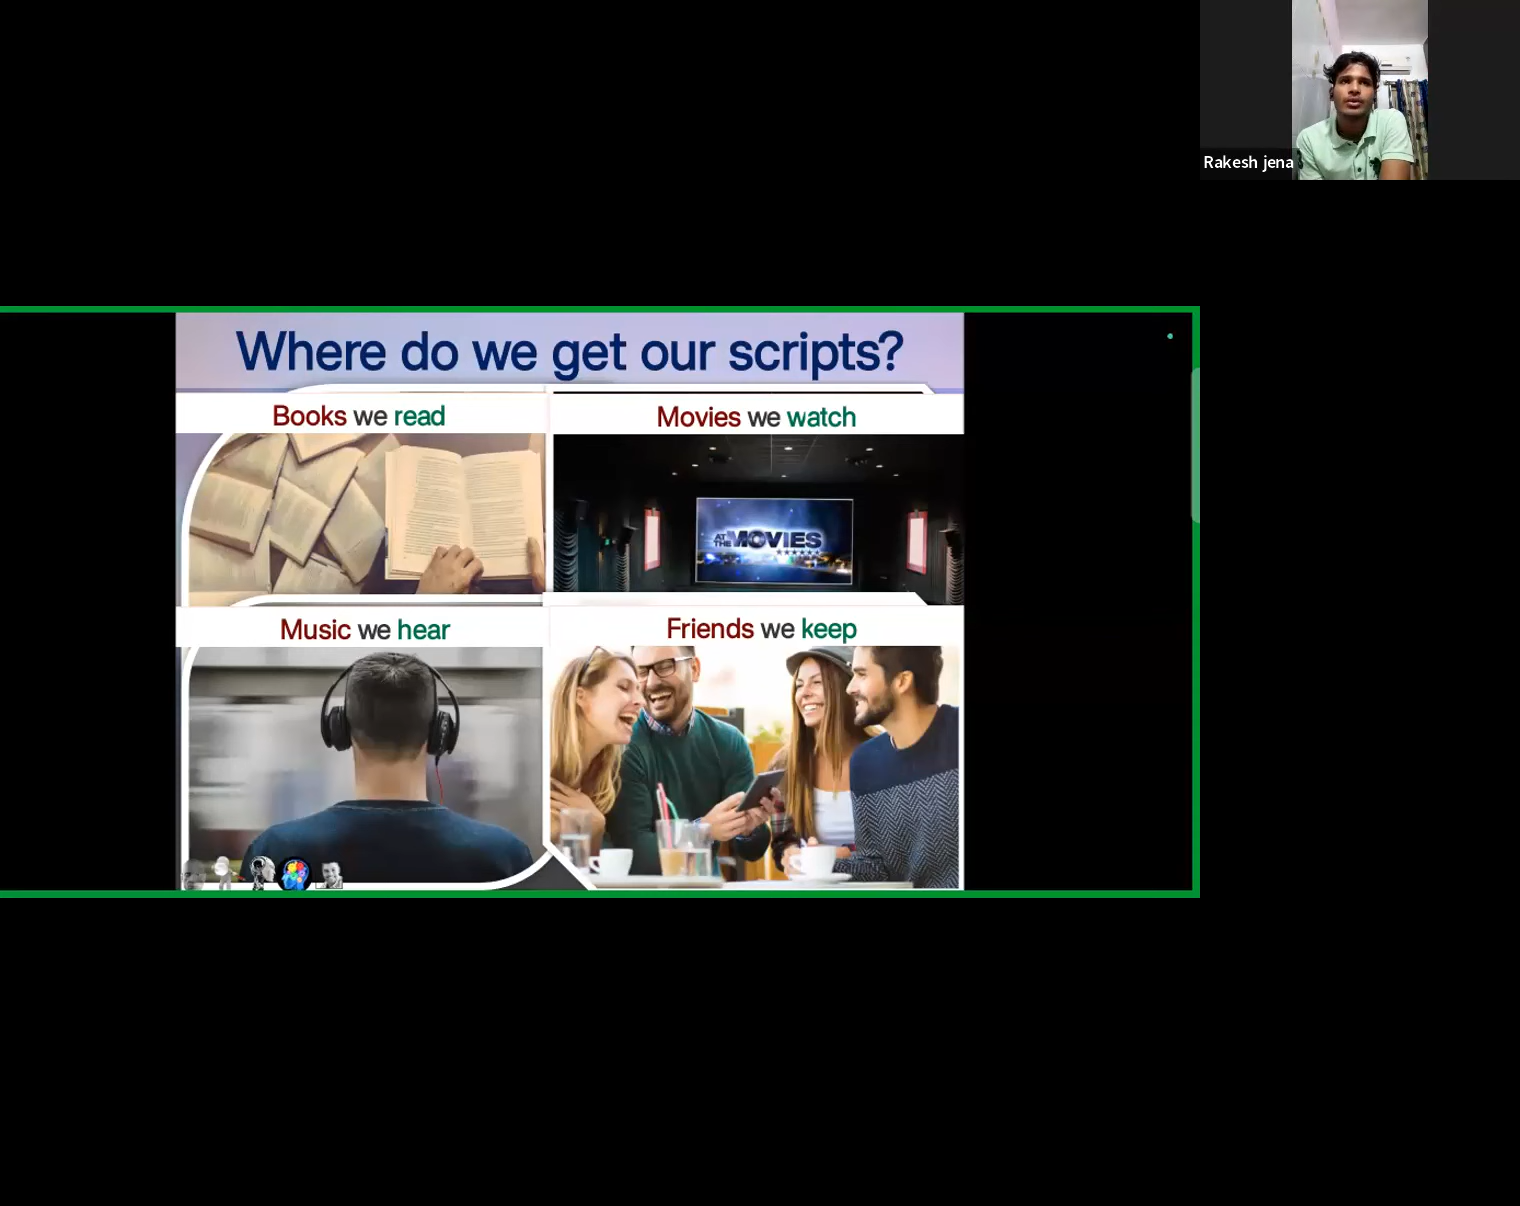 Rakesh jena
Where do we get our scripts?
Books we read
Movies we watch
AT THE MOVIES
Music we hear
Friends we keep